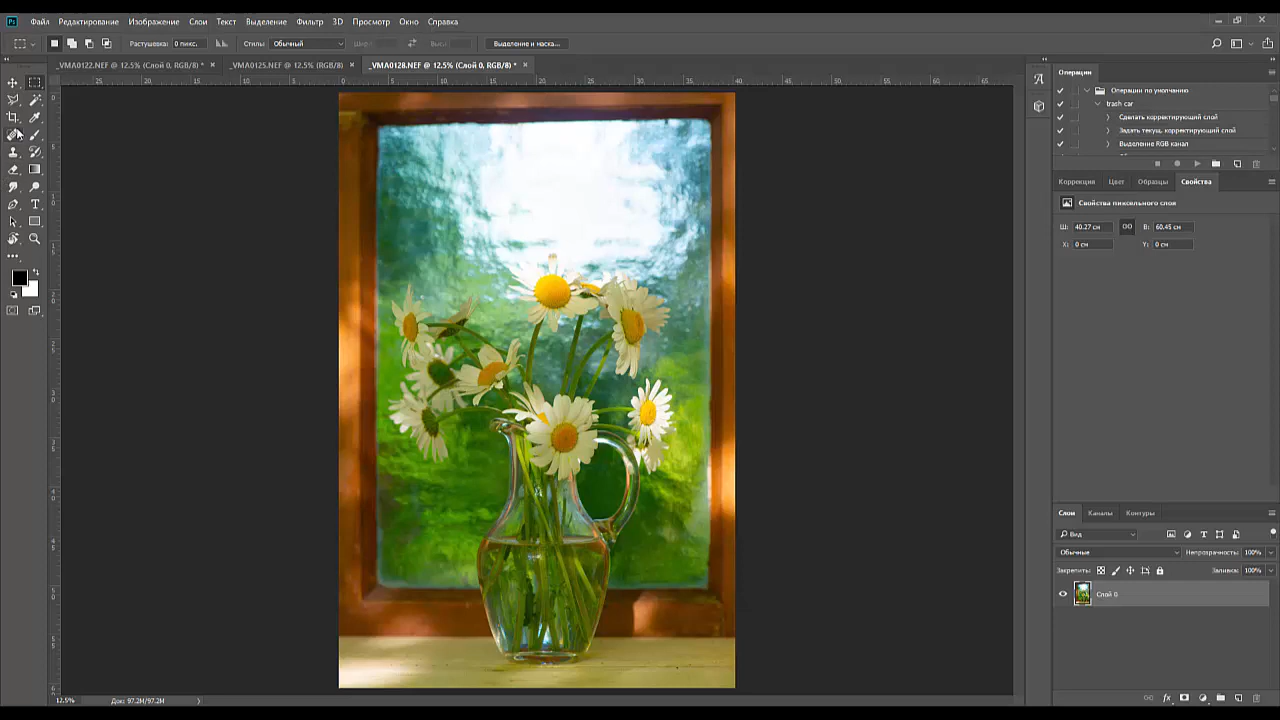 Ps Файл Редактирование Изображение Слои Текст Выделение Фильтр 3D Просмотр Окно Справка
Растушевка: 0 пикс. Стили: Обычный Выделение и маска...
_VMA0122.NEF @ 12.5% (Слой 0, RGB/8) * × _VMA0125.NEF @ 12.5% (RGB/8) × _VMA0128.NEF @ 12.5% (Слой 0, RGB/8) * ×
Операции
Операции по умолчанию
trash car
Сделать корректирующий слой
Задать текущ. корректирующий слой
Выделение RGB канал
Коррекция Цвет Образцы Свойства
Свойства пиксельного слоя
Ш: 40.27 см В: 60.45 см
X: 0 см Y: 0 см
Слои Каналы Контуры
Вид
Обычные Непрозрачность: 100%
Закрепить: Заливка: 100%
Слой 0
12.5% Док: 97.2M/97.2M